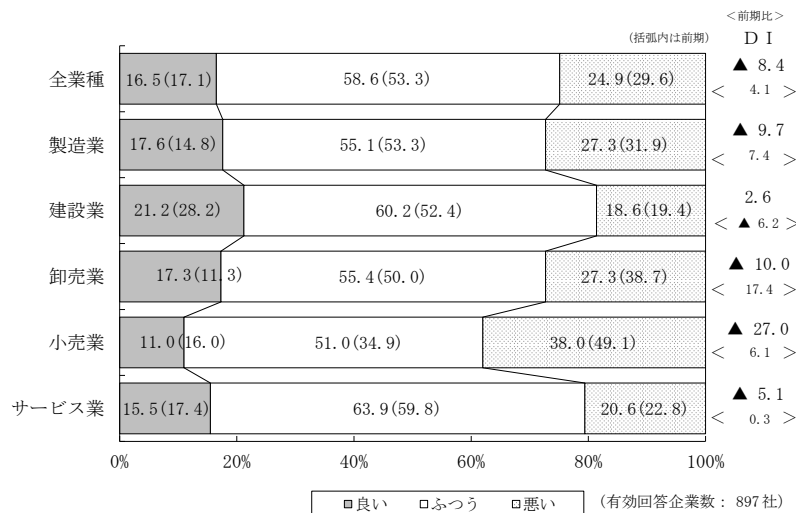 ＜前期比＞
(括弧内は前期) ＤＩ
全業種 16.5(17.1) 58.6(53.3) 24.9(29.6) ▲ 8.4
＜ 4.1 ＞
製造業 17.6(14.8) 55.1(53.3) 27.3(31.9) ▲ 9.7
＜ 7.4 ＞
建設業 21.2(28.2) 60.2(52.4) 18.6(19.4) 2.6
＜ ▲ 6.2 ＞
卸売業 17.3(11.3) 55.4(50.0) 27.3(38.7) ▲ 10.0
＜ 17.4 ＞
小売業 11.0(16.0) 51.0(34.9) 38.0(49.1) ▲ 27.0
＜ 6.1 ＞
サービス業 15.5(17.4) 63.9(59.8) 20.6(22.8) ▲ 5.1
＜ 0.3 ＞
0% 20% 40% 60% 80% 100%
良い ふつう 悪い (有効回答企業数：897社)